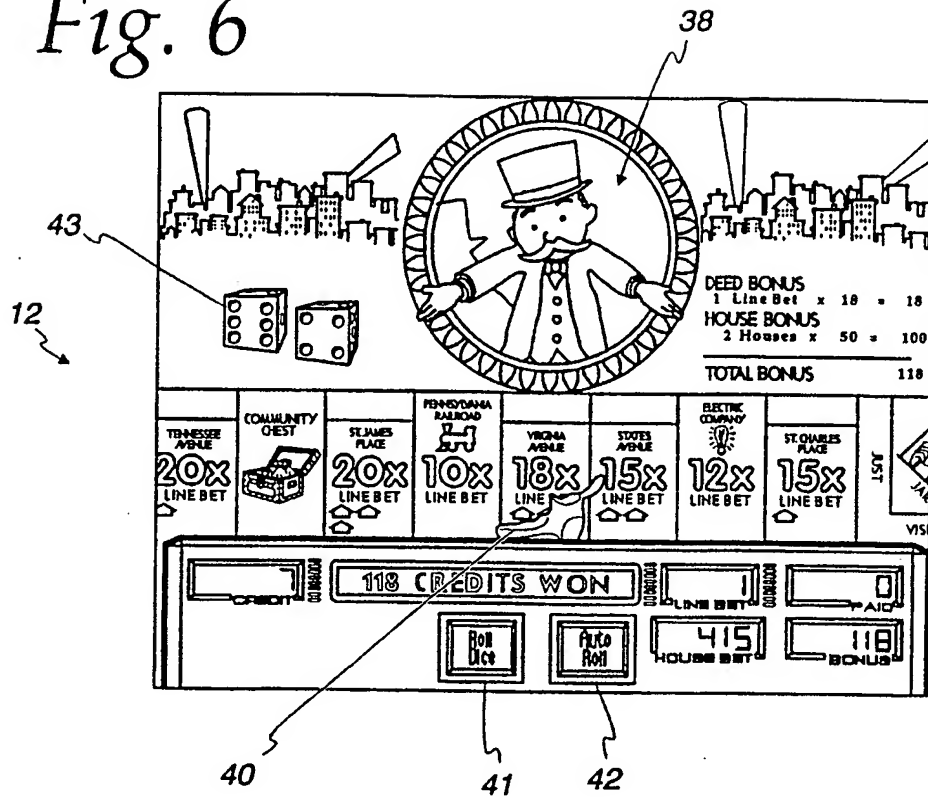 Fig. 6
38
43
12
DEED BONUS
1 Line Bet x 18 = 18
HOUSE BONUS
2 Houses x 50 = 100
TOTAL BONUS 118
TENNESSEE AVENUE
20X
LINE BET
COMMUNITY CHEST
ST. JAMES PLACE
20X
LINE BET
PENNSYLVANIA RAILROAD
10X
LINE BET
VIRGINIA AVENUE
18X
LINE BET
STATES AVENUE
15X
LINE BET
ELECTRIC COMPANY
12X
LINE BET
ST. CHARLES PLACE
15X
LINE BET
JUST
VISI
7
CREDIT
118 CREDITS WON
1
LINE BET
0
PAID
Roll
Dice
Auto
Roll
415
HOUSE BET
118
BONUS
40
41
42